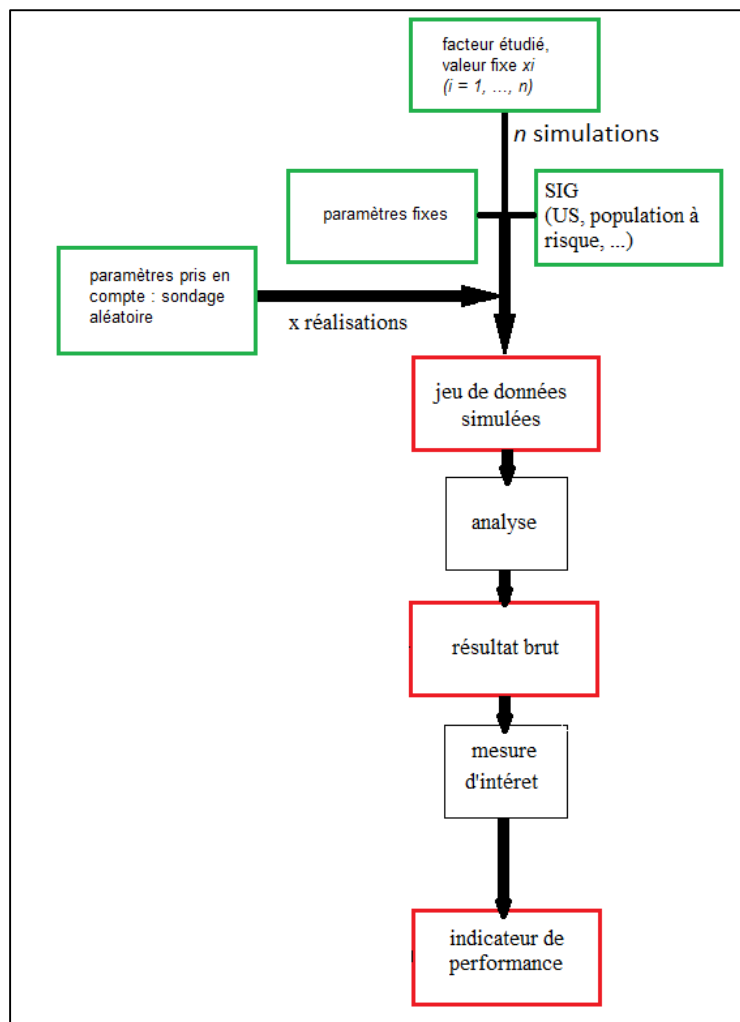 facteur étudié,
valeur fixe xi
(i = 1, ..., n)
n simulations
paramètres fixes
SIG
(US, population à
risque, ...)
paramètres pris en
compte : sondage
aléatoire
x réalisations
jeu de données
simulées
analyse
résultat brut
mesure
d'intéret
indicateur de
performance